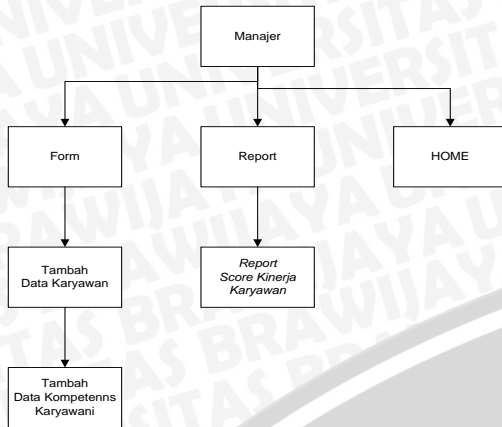 Manajer
Form
Report
HOME
Tambah
Data Karyawan
Report
Score Kinerja
Karyawan
Tambah
Data Kompetenns
Karyawani